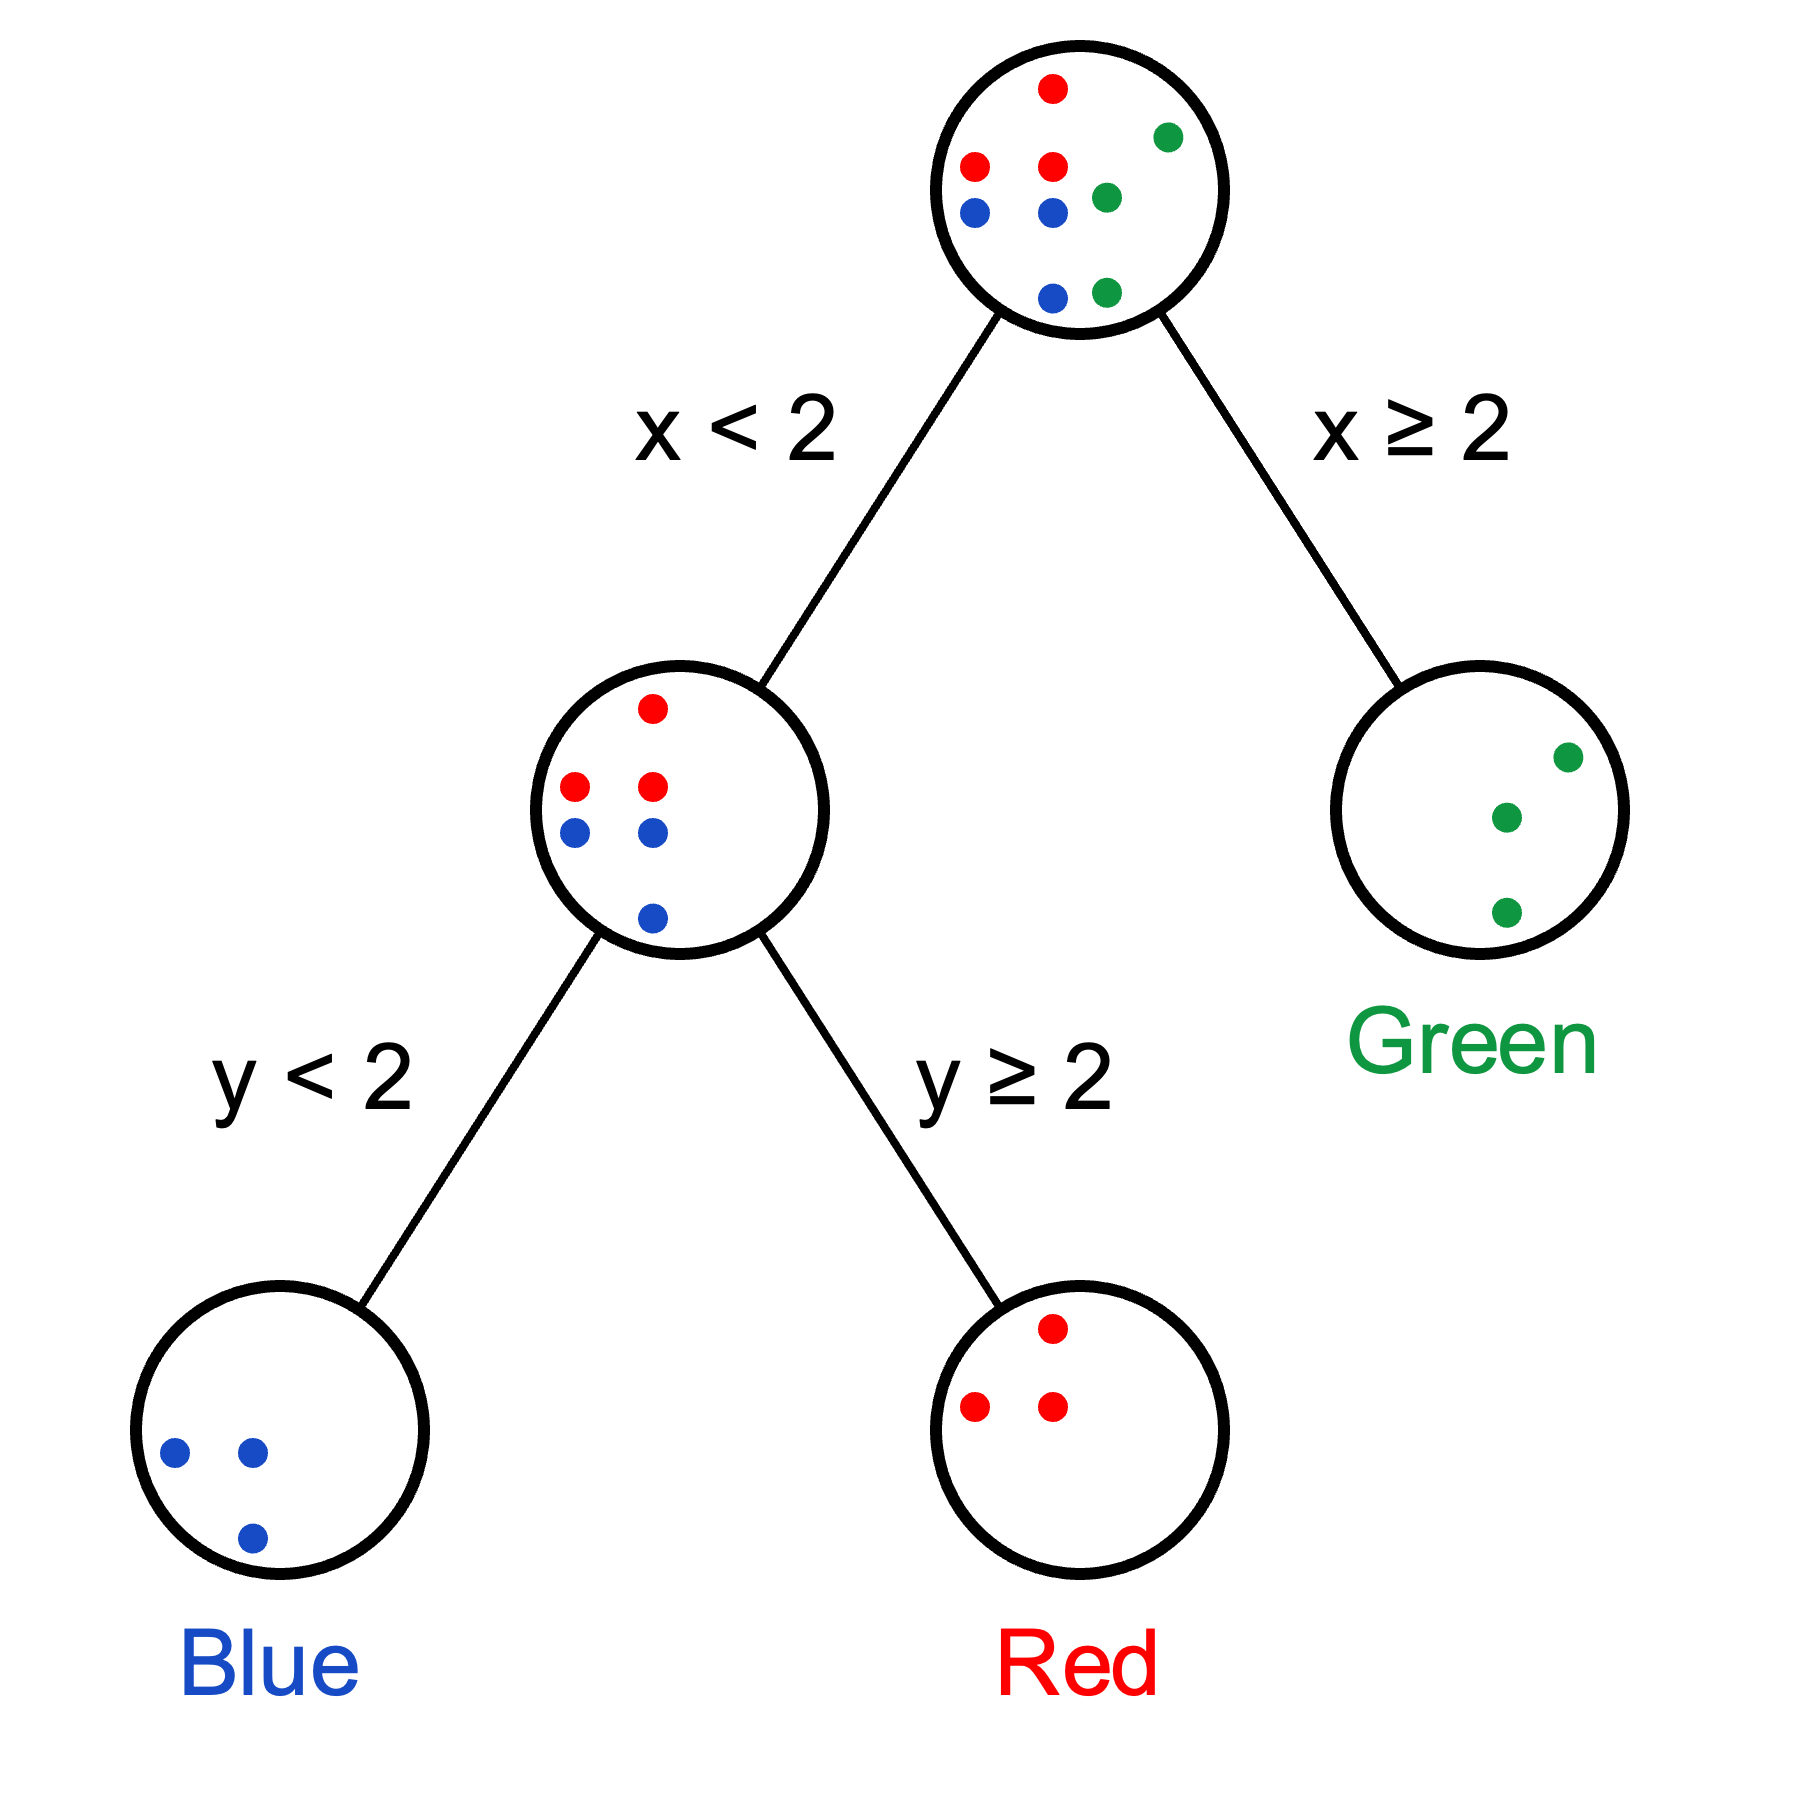 x < 2
x ≥ 2
Green
y < 2
y ≥ 2
Blue
Red